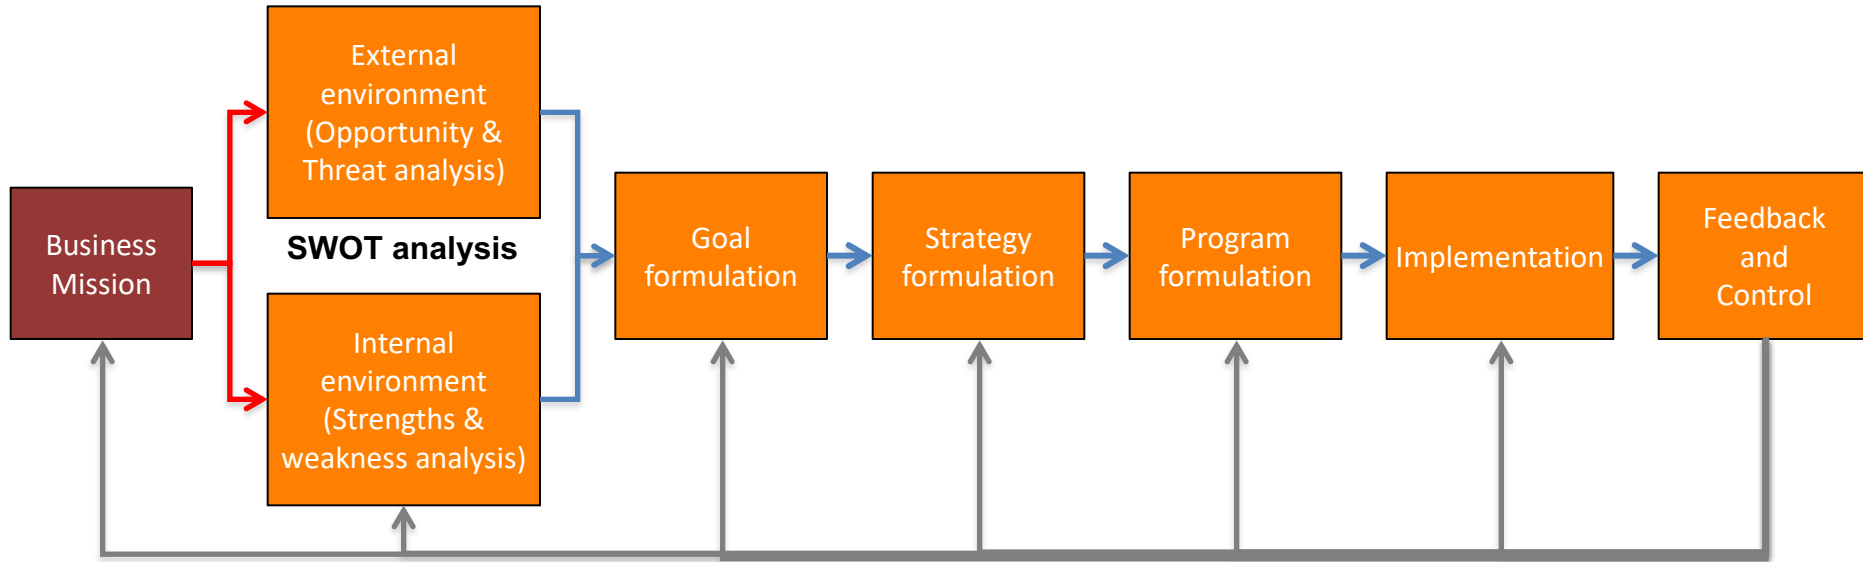 Business
Mission
External
environment
(Opportunity &
Threat analysis)
SWOT analysis
Internal
environment
(Strengths &
weakness analysis)
Goal
formulation
Strategy
formulation
Program
formulation
Implementation
Feedback
and
Control